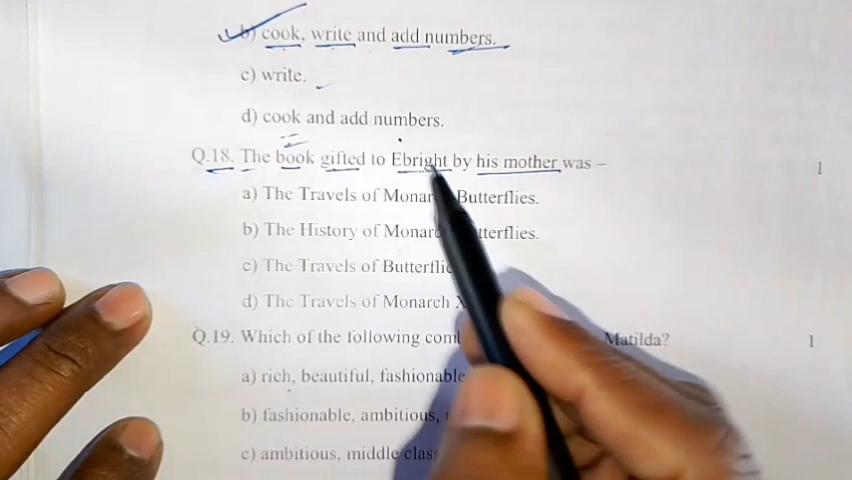 b) cook, write and add numbers.
c) write.
d) cook and add numbers.
Q.18. The book gifted to Ebright by his mother was – 1
a) The Travels of Monar Butterflies.
b) The History of Monarc tterflies.
c) The Travels of Butterflie
d) The Travels of Monarch X
Q.19. Which of the following com Matilda? 1
a) rich, beautiful, fashionable
b) fashionable, ambitious,
c) ambitious, middle clas